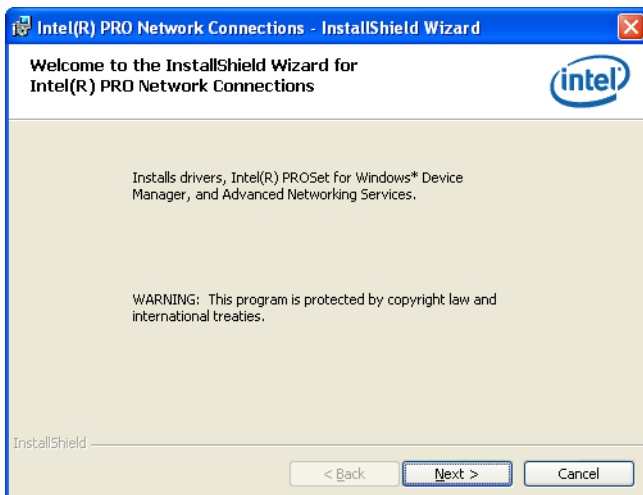 Intel(R) PRO Network Connections - InstallShield Wizard
Welcome to the InstallShield Wizard for
Intel(R) PRO Network Connections
intel
Installs drivers, Intel(R) PROSet for Windows* Device
Manager, and Advanced Networking Services.
WARNING: This program is protected by copyright law and
international treaties.
InstallShield
< Back
Next >
Cancel